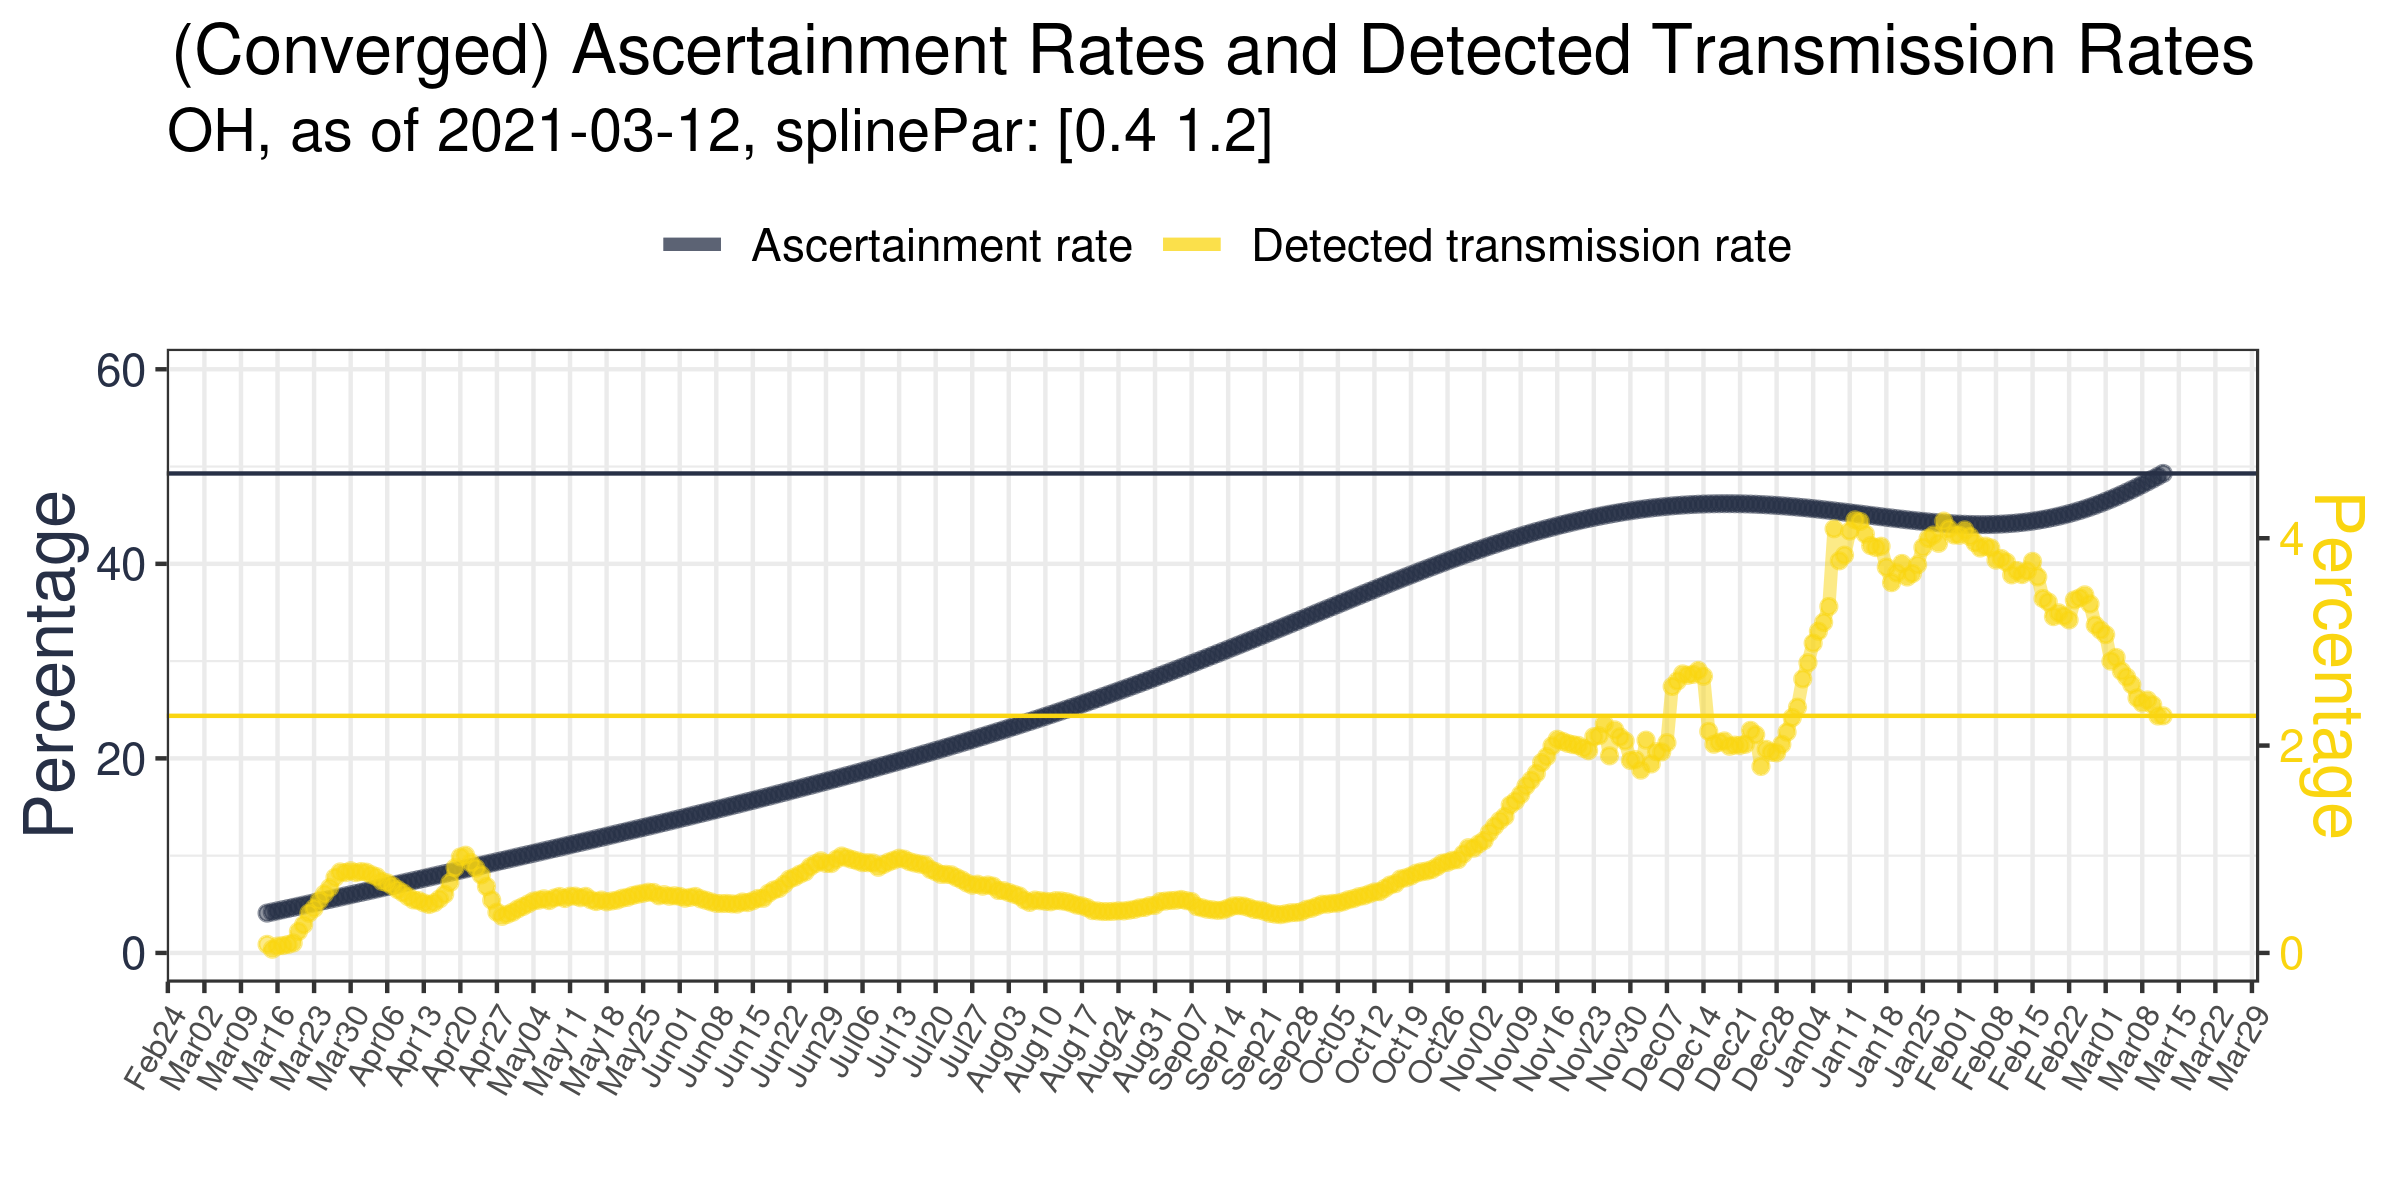 (Converged) Ascertainment Rates and Detected Transmission Rates
OH, as of 2021-03-12, splinePar: [0.4 1.2]
Ascertainment rate
Detected transmission rate
Percentage
60
40
20
0
4
2
0
Percentage
Feb24
Mar02
Mar09
Mar16
Mar23
Mar30
Apr06
Apr13
Apr20
Apr27
May04
May11
May18
May25
Jun01
Jun08
Jun15
Jun22
Jun29
Jul06
Jul13
Jul20
Jul27
Aug03
Aug10
Aug17
Aug24
Aug31
Sep07
Sep14
Sep21
Sep28
Oct05
Oct12
Oct19
Oct26
Nov02
Nov09
Nov16
Nov23
Nov30
Dec07
Dec14
Dec21
Dec28
Jan04
Jan11
Jan18
Jan25
Feb01
Feb08
Feb15
Feb22
Mar01
Mar08
Mar15
Mar22
Mar29